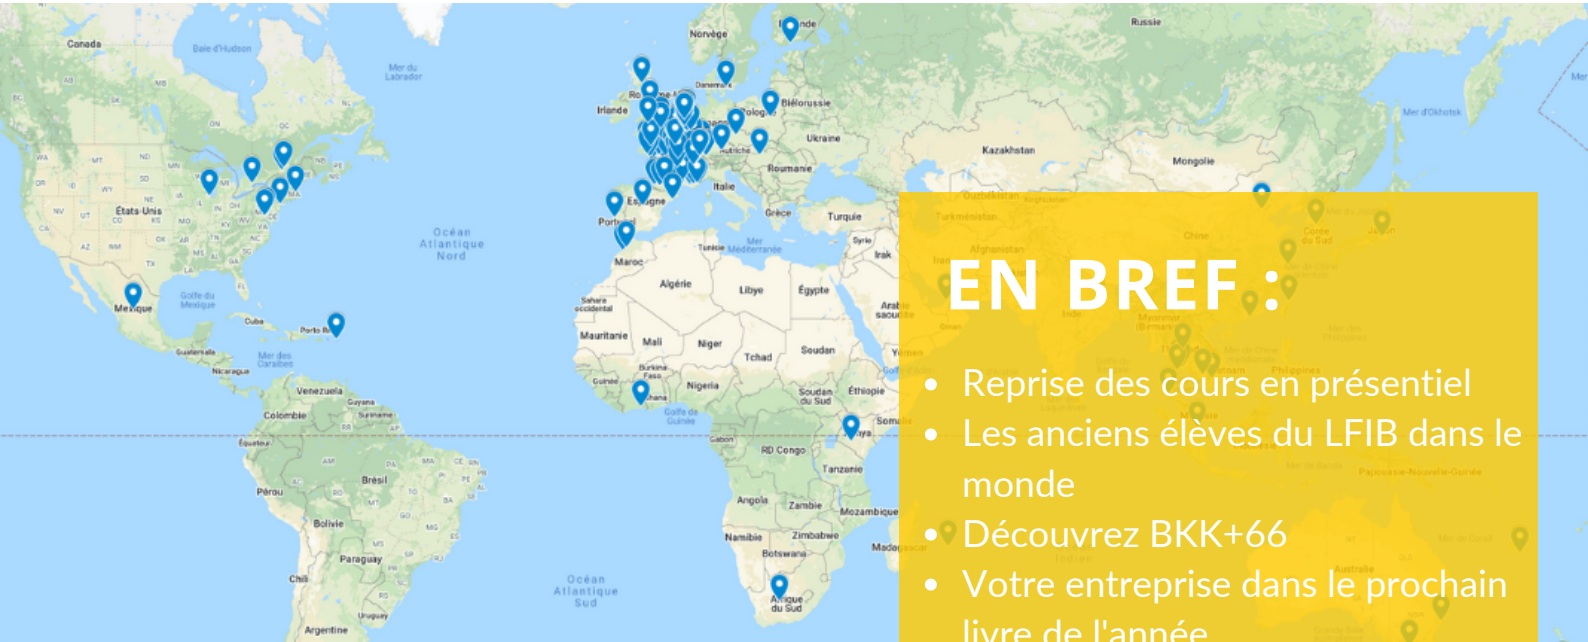 Russie
Norvège
Canada
Baie d'Hudson
Mer du
Labrador
Danemark
Biélorussie
Irlande
Mer d'Okhotsk
Ukraine
Kazakhstan
Autriche
Mongolie
Roumanie
Italie
Espagne
Grèce
Turquie
États-Unis
Portugal
Océan
Atlantique
Nord
Tunisie
Mer
Méditerranée
Syrie
Irak
Maroc
Afghanistan
Chine
Corée
du Sud
Japon
EN BREF :
Algérie
Libye
Égypte
Golfe du
Mexique
Mexique
Sahara
occidental
Cuba
Porto Ri
Mauritanie
Mali
Niger
Tchad
Soudan
Yémen
Guatemala
Mer des
Caraïbes
Nicaragua
Burkina
Faso
Guinée
Nigeria
Soudan
du Sud
Éthiopie
Philippines
Venezuela
Guyana
Suriname
Colombie
Golfe de
Guinée
Somalie
Équateur
Gabon
RD Congo
Tanzanie
Papouasie-Nouvelle-Guinée
Brésil
Pérou
Angola
Zambie
Mozambique
Bolivie
Namibie
Zimbabwe
Botswana
Madagascar
Paraguay
Chili
Océan
Atlantique
Sud
Afrique
du Sud
Uruguay
Argentine
Australie
• Reprise des cours en présentiel
• Les anciens élèves du LFIB dans le
monde
• Découvrez BKK+66
• Votre entreprise dans le prochain
livre de l'année